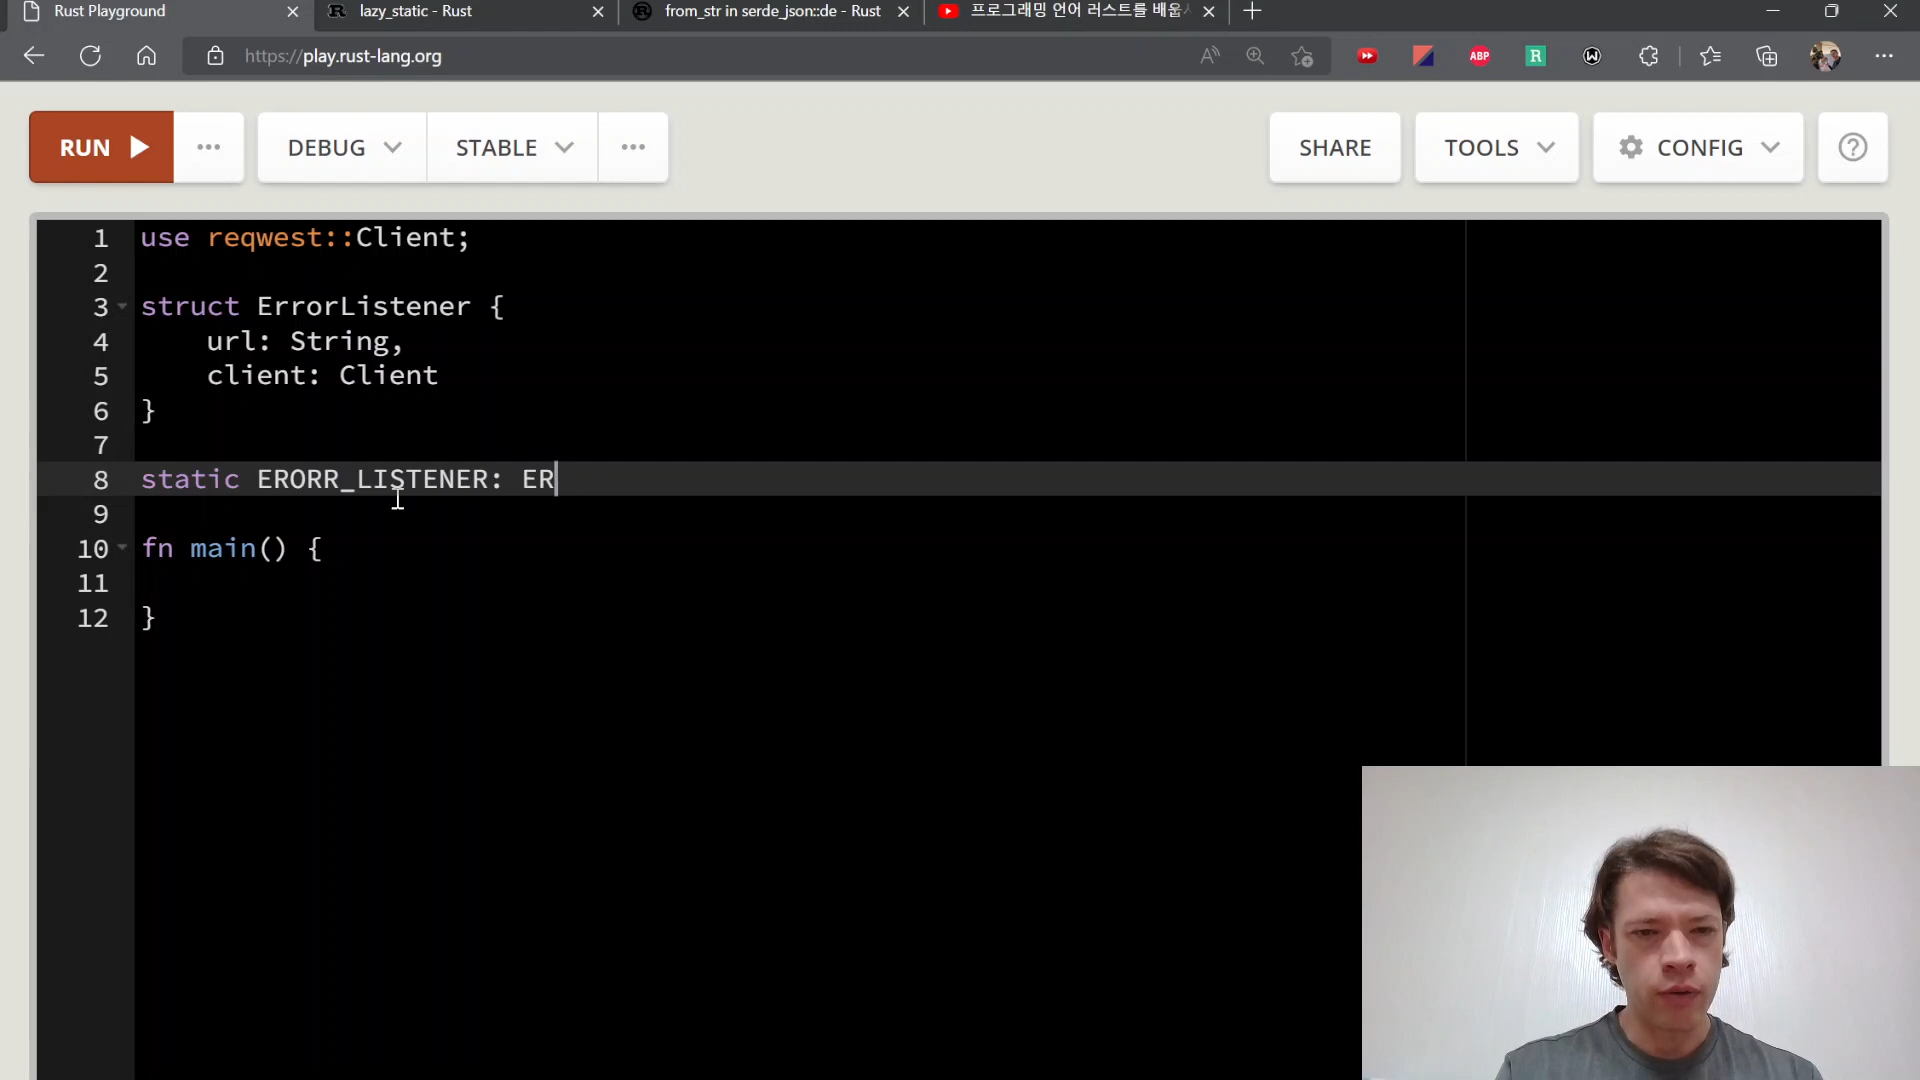 Rust Playground
lazy_static - Rust
from_str in serde_json::de - Rust
프로그래밍 언어 러스트를 배웁시
https://play.rust-lang.org
ABP
R
W
RUN
DEBUG
STABLE
SHARE
TOOLS
CONFIG
1 use reqwest::Client;
2
3 struct ErrorListener {
4 url: String,
5 client: Client
6 }
7
8 static ERORR_LISTENER: ER
9
10 fn main() {
11
12 }